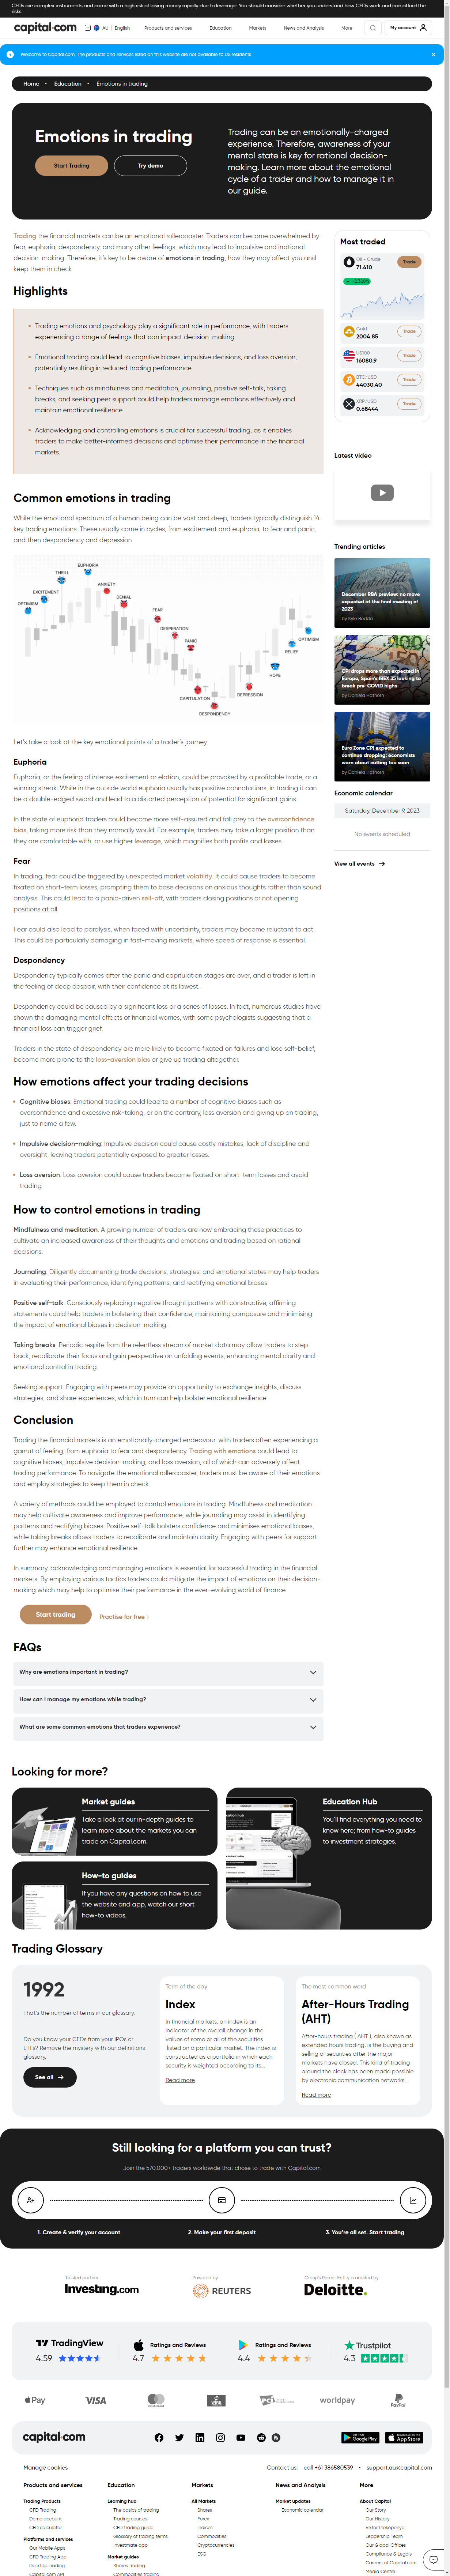 CFDs are complex instruments and come with a high risk of losing money rapidly due to leverage. You should consider whether you understand how CFDs work and can afford the
risks.
capital.com
AU
English
Products and services
Education
Markets
News and Analysis
More
My account
Welcome to Capital.com. The products and services listed on this website are not available to US residents.
Home • Education • Emotions in trading
Emotions in trading
Start Trading
Try demo
Trading can be an emotionally-charged
experience. Therefore, awareness of your
mental state is key for rational decision-
making. Learn more about the emotional
cycle of a trader and how to manage it in
our guide.
Trading the financial markets can be an emotional rollercoaster. Traders can become overwhelmed by
fear, euphoria, dependency, and many other feelings, which may lead to impulsive and irrational
decision-making. Therefore, it's key to be aware of emotions in trading, how they may affect you and
keep them in check.
Highlights
Trading emotions and psychology play a significant role in performance, with traders
experiencing a range of feelings that can impact decision-making.
Emotional trading could lead to cognitive biases, impulsive decisions, and loss aversion,
potentially resulting in reduced trading performance.
Techniques such as mindfulness and meditation, journaling, positive self-talk, taking
breaks, and seeking peer support could help traders manage emotions effectively and
maintain emotional resilience.
Acknowledging and controlling emotions is crucial for successful trading, as it enables
traders to make better-informed decisions and optimise their performance in the financial
markets.
Common emotions in trading
While the emotional spectrum of a human being can be vast and deep, traders typically distinguish 14
key trading emotions. These usually come in cycles, from excitement and euphoria, to fear and panic,
and then despondency and depression.
OPTIMISM
EXCITEMENT
THRILL
EUPHORIA
ANXIETY
DENIAL
FEAR
DESPERATION
PANIC
CAPITULATION
DESPONDENCY
DEPRESSION
HOPE
RELIEF
OPTIMISM
Let's take a look at the key emotional points of a trader's journey.
Euphoria
Euphoria, or the feeling of intense excitement or elation, could be provoked by a profitable trade, or a
winning streak. While in the outside world euphoria usually has positive connotations, in trading it can
be a double-edged sword and lead to a distorted perception of potential for significant gains.
In the state of euphoria traders could become more self-assured and fall prey to the overconfidence
bias, taking more risk than they normally would. For example, traders may take a larger position than
they are comfortable with, or use higher leverage, which magnifies both profits and losses.
Fear
In trading, fear could be triggered by unexpected market volatility. It could cause traders to become
fixated on short-term losses, prompting them to base decisions on anxious thoughts rather than sound
analysis. This could lead to a panic-driven sell-off, with traders closing positions or not opening
positions at all.
Fear could also lead to paralysis, when faced with uncertainty, traders may become reluctant to act.
This could be particularly damaging in fast-moving markets, where speed of response is essential.
Despondency
Despondency typically comes after the panic and capitulation stages are over, and a trader is left in
the feeling of deep despair, with their confidence at its lowest.
Despondency could be caused by a significant loss or a series of losses. In fact, numerous studies have
shown the damaging mental effects of financial worries, with some psychologists suggesting that a
financial loss can trigger grief.
Traders in the state of despondency are more likely to become fixated on failures and lose self-belief,
become more prone to the loss-aversion bias or give up trading altogether.
How emotions affect your trading decisions
Cognitive biases: Emotional trading could lead to a number of cognitive biases such as
overconfidence and excessive risk-taking, or on the contrary, loss aversion and giving up on trading,
just to name a few.
Impulsive decision-making: Impulsive decision could cause costly mistakes, lack of discipline and
oversight, leaving traders potentially exposed to greater losses.
Loss aversion: Loss aversion could cause traders become fixated on short-term losses and avoid
trading
How to control emotions in trading
Mindfulness and meditation. A growing number of traders are now embracing these practices to
cultivate an increased awareness of their thoughts and emotions and trading based on rational
decisions.
Journaling. Diligently documenting trade decisions, strategies, and emotional states may help traders
in evaluating their performance, identifying patterns, and rectifying emotional biases.
Positive self-talk. Consciously replacing negative thought patterns with constructive, affirming
statements could help traders in bolstering their confidence, maintaining composure and minimising
the impact of emotional biases in decision-making.
Taking breaks. Periodic respite from the relentless stream of market data may allow traders to step
back, recalibrate their focus and gain perspective on unfolding events, enhancing mental clarity and
emotional control in trading.
Seeking support. Engaging with peers may provide an opportunity to exchange insights, discuss
strategies, and share experiences, which in turn can help bolster emotional resilience.
Conclusion
Trading the financial markets is an emotionally-charged endeavour, with traders often experiencing a
gamut of feeling, from euphoria to fear and despondency. Trading with emotions could lead to
cognitive biases, impulsive decision-making, and loss aversion, all of which can adversely affect
trading performance. To navigate the emotional rollercoaster, traders must be aware of their emotions
and employ strategies to keep them in check.
A variety of methods could be employed to control emotions in trading. Mindfulness and meditation
may help cultivate awareness and improve performance, while journaling may assist in identifying
patterns and rectifying biases. Positive self-talk bolsters confidence and minimises emotional biases,
while taking breaks allows traders to recalibrate and maintain clarity. Engaging with peers for support
further may enhance emotional resilience.
In summary, acknowledging and managing emotions is essential for successful trading in the financial
markets. By employing various tactics traders could mitigate the impact of emotions on their decision-
making which may help to optimise their performance in the ever-evolving world of finance.
Start trading
Practise for free
FAQs
Why are emotions important in trading?
How can I manage my emotions while trading?
What are some common emotions that traders experience?
Most traded
Oil - Crude
71.410
Trade
Gold
2004.85
Trade
US100
16080.9
Trade
BTC/USD
44030.40
Trade
XRP/USD
0.68444
Trade
Latest video
Trending articles
December RBA preview: no move
expected at the final meeting of
2023
by Kyle Rodda
CPI drops more than expected in
Europe, Spain's IBEX 35 looking to
break pre-COVID highs
by Daniela Hathorn
Euro Zone CPI expected to
continue dropping; economists
warn about cutting too soon
by Daniela Hathorn
Economic calendar
Saturday, December 9, 2023
No events scheduled
View all events
Looking for more?
Market guides
Take a look at our in-depth guides to
learn more about the markets you can
trade on Capital.com.
How-to guides
If you have any questions on how to use
the website and app, watch our short
how-to videos.
Education Hub
You'll find everything you need to
know here; from how-to guides
to investment strategies.
Trading Glossary
1992
That's the number of terms in our glossary.
Do you know your CFDs from your IPOs or
ETFs? Remove the mystery with our definitions
glossary.
See all
Term of the day
Index
In financial markets, an index is an
indicator of the overall change in the
values of some or all of the securities
listed on a particular market. The index is
constructed as a portfolio in which each
security is weighted according to its...
Read more
The most common word
After-Hours Trading
(AHT)
After-hours trading ( AHT ), also known as
extended hours trading, is the buying and
selling of securities after the major
markets have closed. This kind of trading
around the clock has been made possible
by electronic communication networks...
Read more
Still looking for a platform you can trust?
Join the 570.000+ traders worldwide that chose to trade with Capital.com
1. Create & verify your account
2. Make your first deposit
3. You're all set. Start trading
Trusted partner
Investing.com
Powered by
REUTERS
Groups Parent Entity is audited by
Deloitte.
TradingView
4.59
Ratings and Reviews
4.7
Ratings and Reviews
4.4
Trustpilot
4.3
Pay
VISA
mastercard
PCI
worldpay
PayPal
capital.com
GET IT ON
Google Play
Download on the
App Store
Manage cookies
Contact us: call +61 386580539 • support.au@capital.com
Products and services
Trading Products
CFD Trading
Demo account
CFD calculator
Platforms and services
Our Mobile Apps
CFD Trading App
Desktop Trading
Capital.com API
Education
Learning hub
The basics of trading
Trading courses
CFD trading guide
Glossary of trading terms
Investmate app
Market guides
Shares trading
Commodities trading
Markets
All Markets
Shares
Forex
Indices
Commodities
Cryptocurrencies
ESG
News and Analysis
Market updates
Economic calendar
More
About Capital
Our Story
Our History
Viktor Prokopenya
Leadership Team
Our Global Offices
Compliance & Legals
Careers at Capital.com
Media Centre